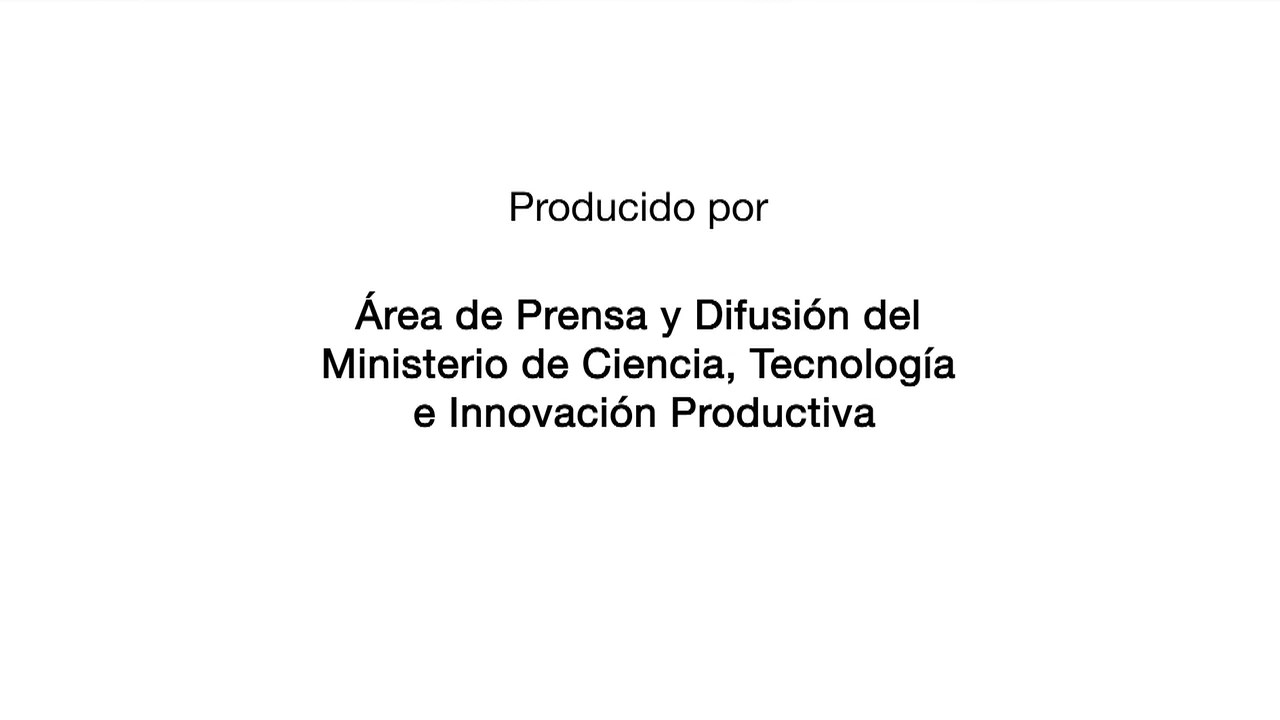 Producido por
Área de Prensa y Difusión del
Ministerio de Ciencia, Tecnología
e Innovación Productiva